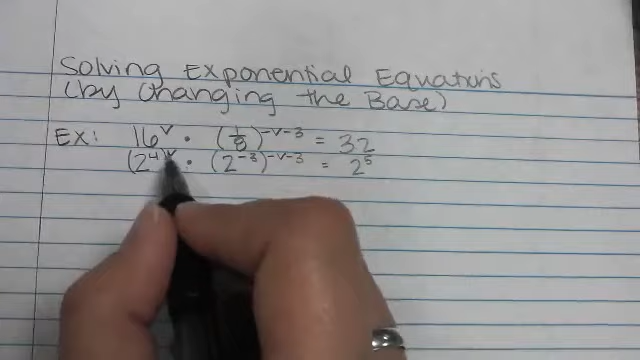 Solving Exponential Equations
(by Changing the Base)
EX: 16^v · (1/8)^{-v-3} = 32
(2^4)^v · (2^{-3})^{-v-3} = 2^5